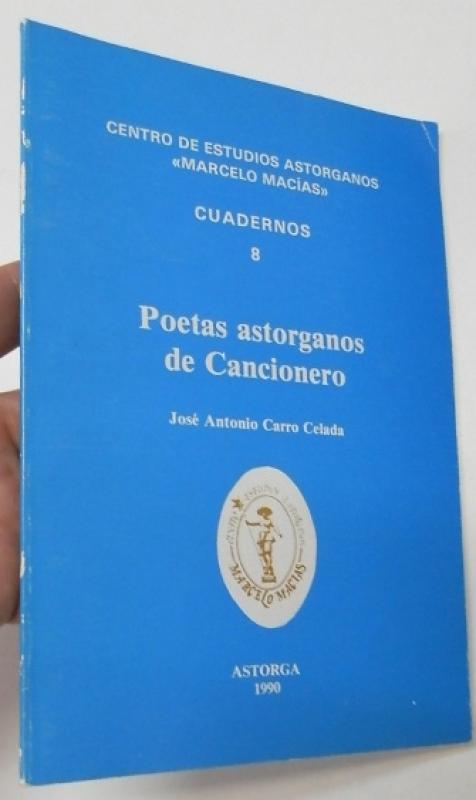 CENTRO DE ESTUDIOS ASTORGANOS
«MARCELO MACÍAS»
CUADERNOS
8
Poetas astorganos
de Cancionero
José Antonio Carro Celada
MARCELO MACIAS
ASTORGA
1990